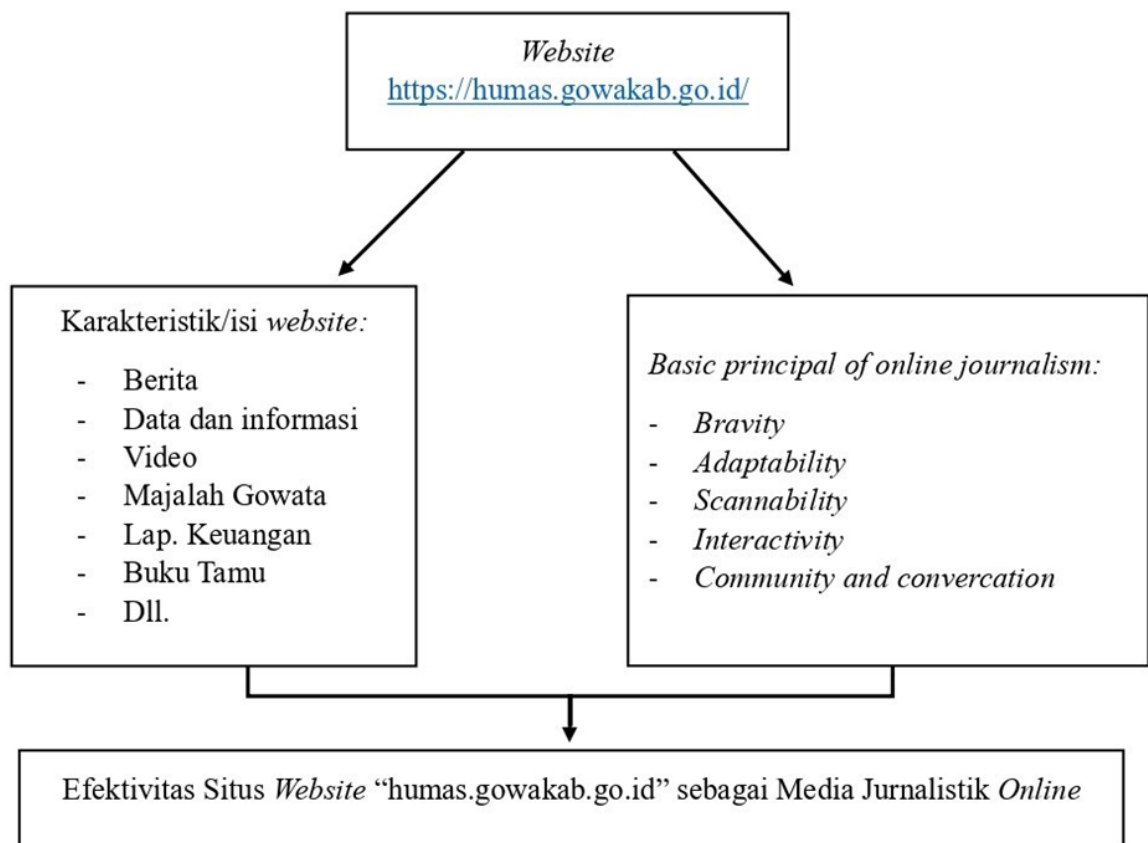 Website
https://humas.gowakab.go.id/
Karakteristik/isi website:
- Berita
- Data dan informasi
- Video
- Majalah Gowata
- Lap. Keuangan
- Buku Tamu
- Dll.
Basic principal of online journalism:
- Bravity
- Adaptability
- Scannability
- Interactivity
- Community and convercation
Efektivitas Situs Website “humas.gowakab.go.id” sebagai Media Jurnalistik Online